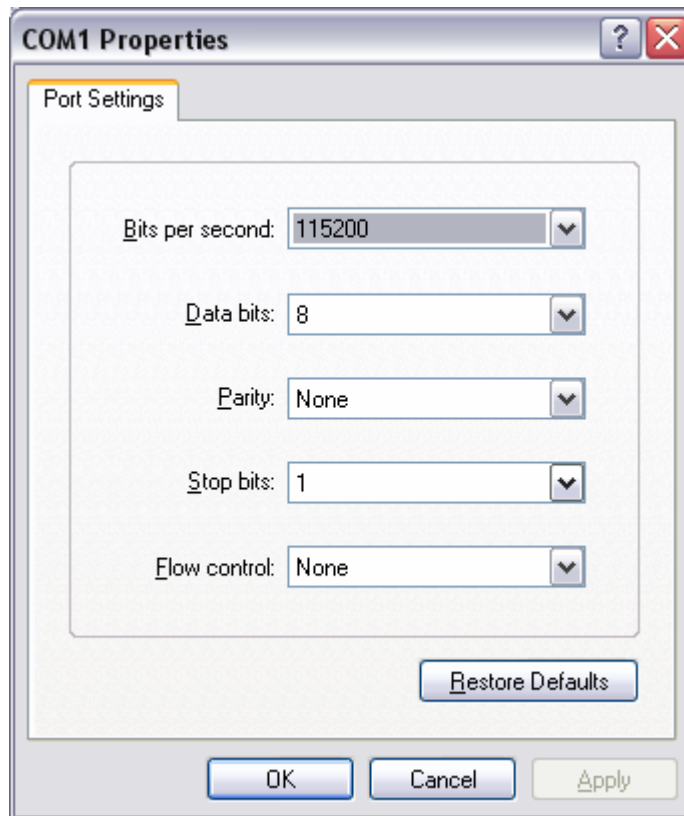 COM1 Properties
Port Settings
Bits per second: 115200
Data bits: 8
Parity: None
Stop bits: 1
Flow control: None
Restore Defaults
OK Cancel Apply